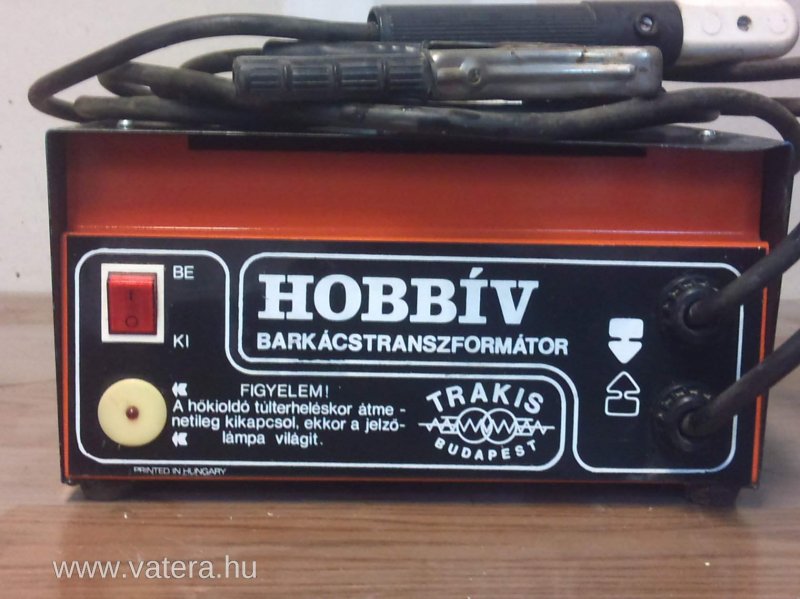 BE
KI
HOBBÍV
BARKÁCSTRANSZFORMÁTOR
FIGYELEM!
A hőkioldó túlterheléskor átme-
netileg kikapcsol, ekkor a jelző-
lámpa világit.
TRAKIS
BUDAPEST
PRINTED IN HUNGARY
www.vatera.hu